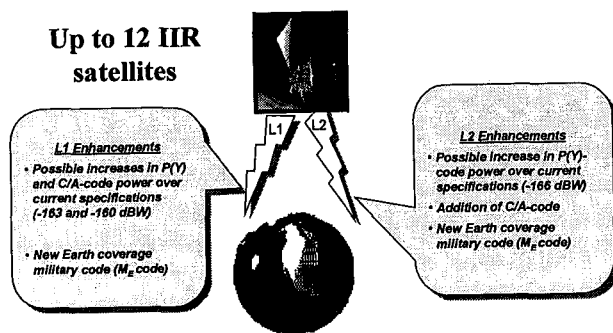 Up to 12 IIR
satellites
L1
L2
L1 Enhancements
• Possible increases in P(Y)
and C/A-code power over
current specifications
(-163 and -160 dBW)
• New Earth coverage
military code (ME code)
L2 Enhancements
• Possible increase in P(Y)-
code power over current
specifications (-166 dBW)
• Addition of C/A-code
• New Earth coverage
military code (ME code)